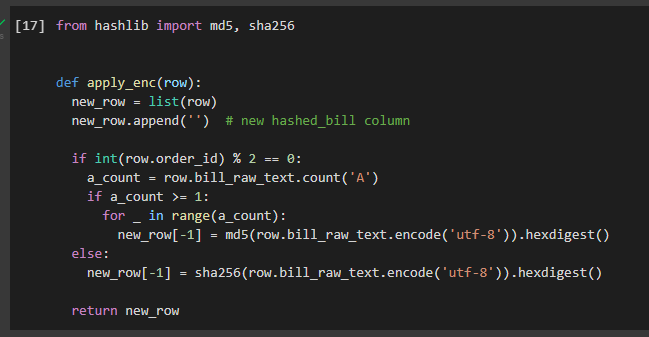 [17] from hashlib import md5, sha256
def apply_enc(row):
new_row = list(row)
new_row.append('')  # new hashed_bill column
if int(row.order_id) % 2 == 0:
a_count = row.bill_raw_text.count('A')
if a_count >= 1:
for _ in range(a_count):
new_row[-1] = md5(row.bill_raw_text.encode('utf-8')).hexdigest()
else:
new_row[-1] = sha256(row.bill_raw_text.encode('utf-8')).hexdigest()
return new_row